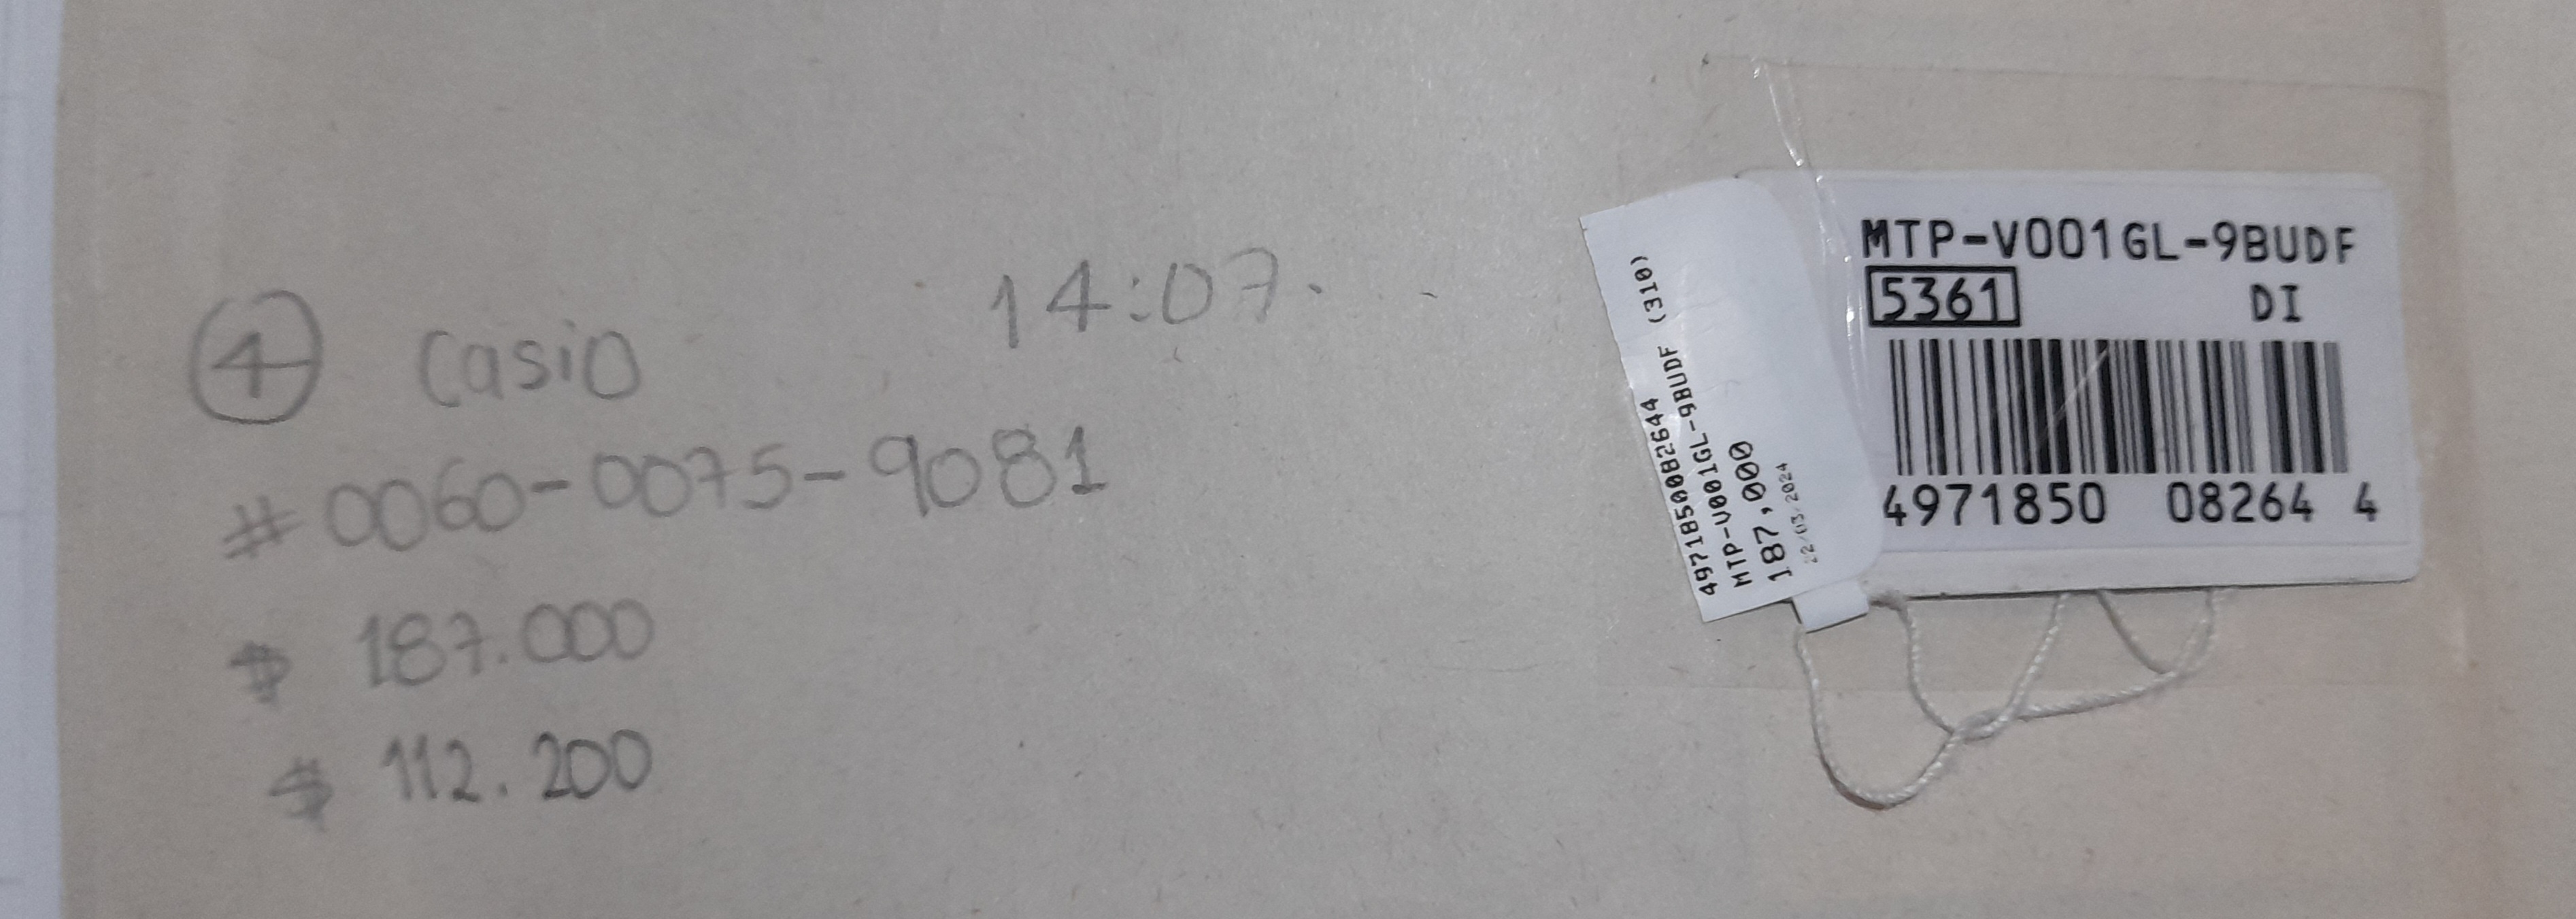 ④ Casio 14:07.
# 0060-0075-9081
$ 187.000
$ 112.200
4971850082644
MTP-V001GL-9BUDF (310)
187,000
22/03/2024
MTP-V001GL-9BUDF
5361 DI
4971850 08264 4